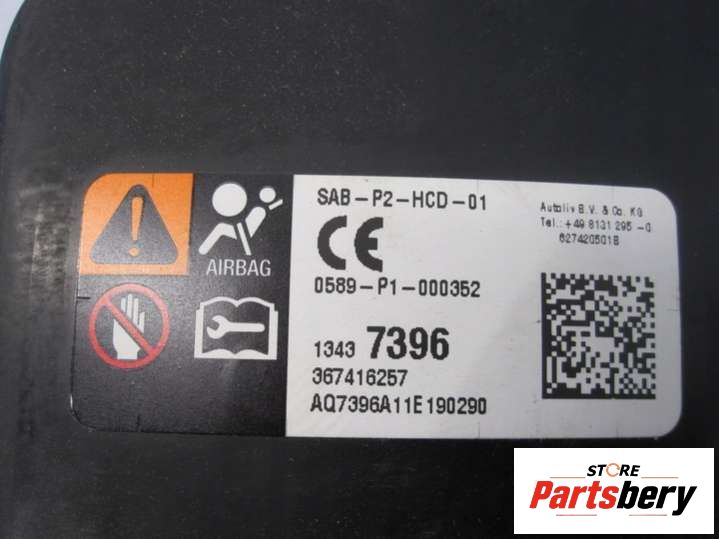 AIRBAG
SAB-P2-HCD-01
CE
0589-P1-000352
1343 7396
367416257
AQ7396A11E190290
Autoliv B.V. & Co. KG
Tel.: +49 8131 295 -0
627420501B
STORE
Partsbery